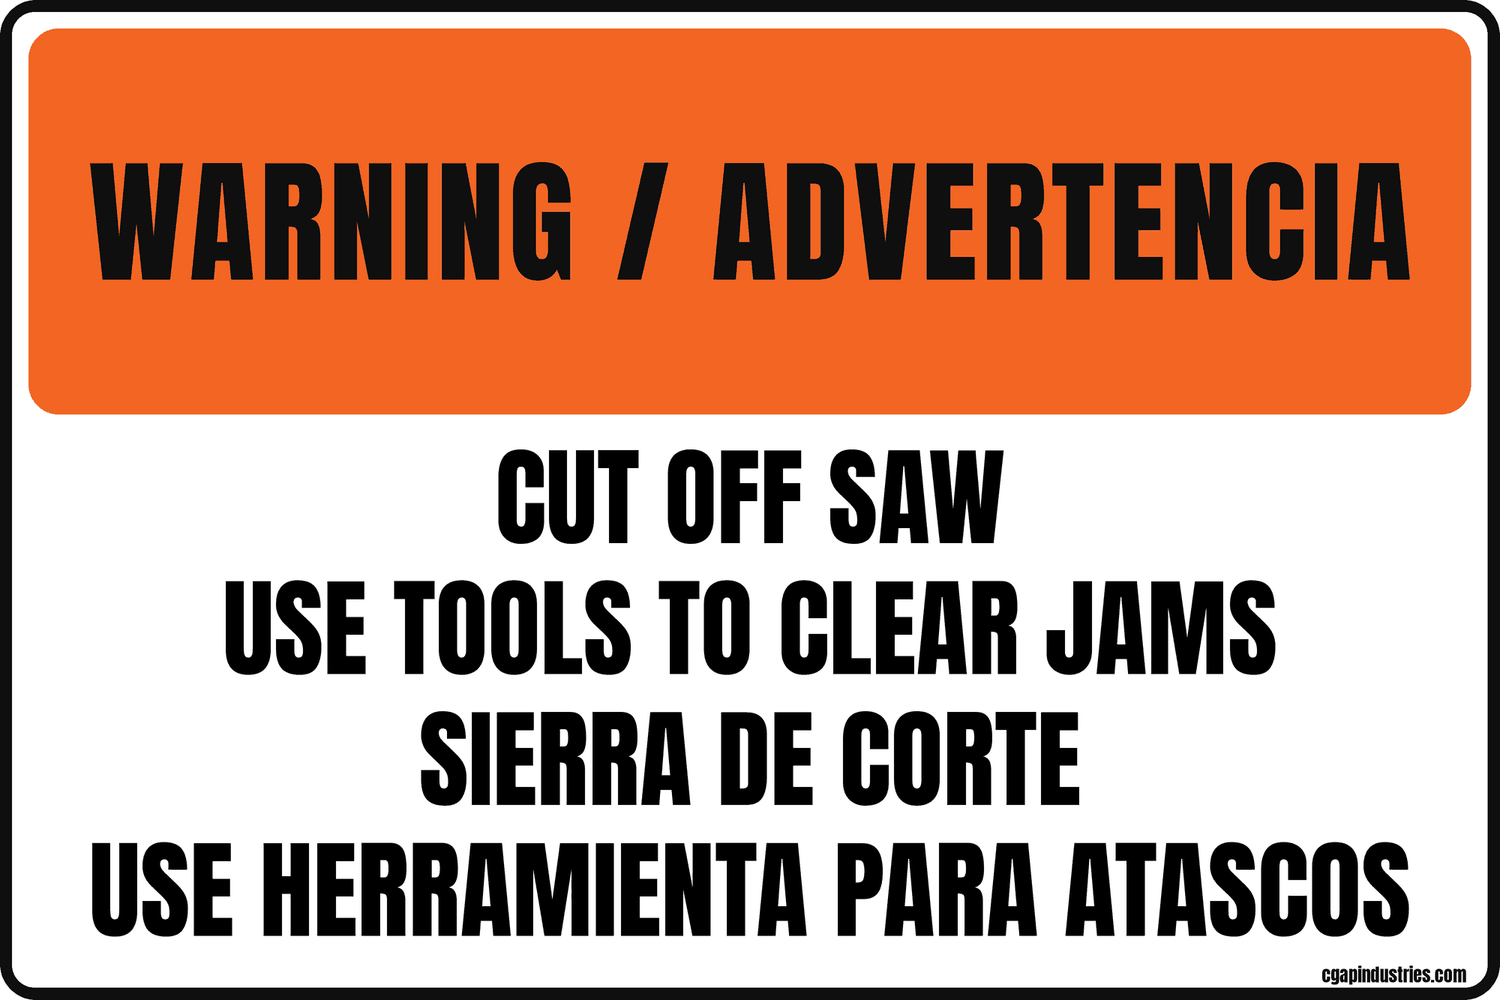 WARNING / ADVERTENCIA
CUT OFF SAW
USE TOOLS TO CLEAR JAMS
SIERRA DE CORTE
USE HERRAMIENTA PARA ATASCOS
cgapindustries.com